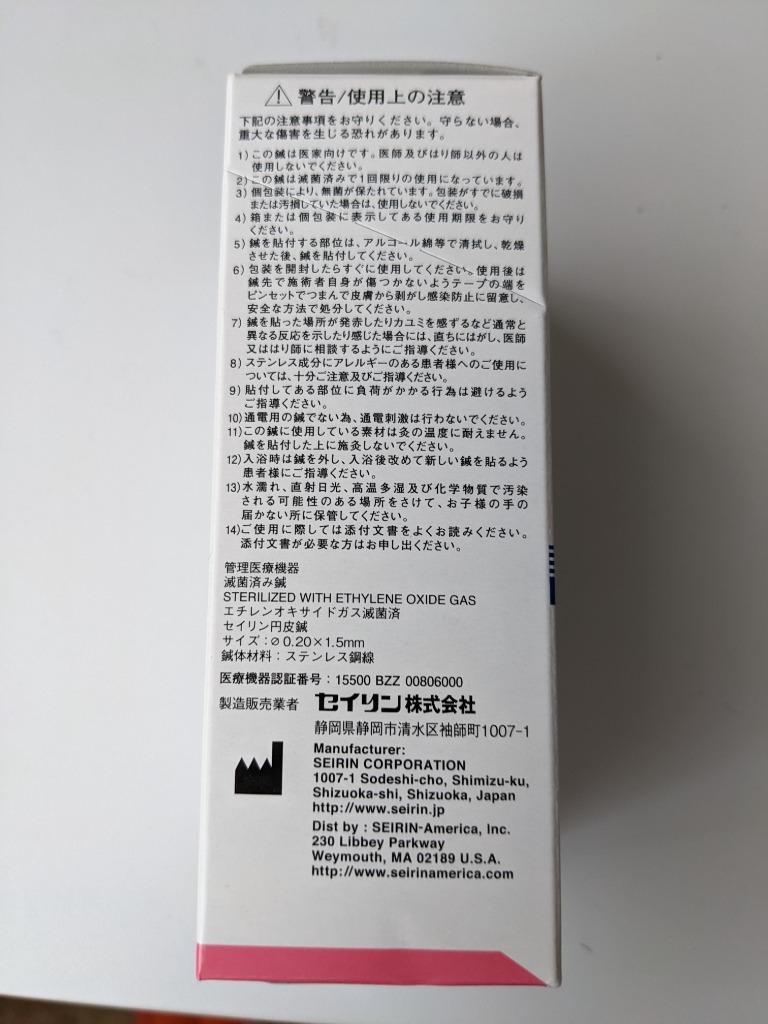 ⚠ 警告/使用上の注意
下記の注意事項をお守りください。守らない場合、
重大な傷害を生じる恐れがあります。
1) この鍼は医家向けです。医師及びはり師以外の人は
使用しないでください。
2) この鍼は滅菌済みで1回限りの使用になっています。
3) 個包装により、無菌が保たれています。包装がすでに破損
または汚損していた場合は、使用しないでください。
4) 箱または個包装に表示してある使用期限をお守り
ください。
5) 鍼を貼付する部位は、アルコール綿等で清拭し、乾燥
させた後、鍼を貼付してください。
6) 包装を開封したらすぐに使用してください。使用後は
鍼先で施術者自身が傷つかないようテープの端を
ピンセットでつまんで皮膚から剥がし感染防止に留意し、
安全な方法で処分してください。
7) 鍼を貼った場所が発赤したりカユミを感ずるなど通常と
異なる反応を示したり感じた場合には、直ちにはがし、医師
又ははり師に相談するようにご指導ください。
8) ステンレス成分にアレルギーのある患者様へのご使用に
ついては、十分ご注意及びご指導ください。
9) 貼付してある部位に負荷がかかる行為は避けるよう
ご指導ください。
10) 通電用の鍼でない為、通電刺激は行わないでください。
11) この鍼に使用している素材は灸の温度に耐えません。
鍼を貼付した上に施灸しないでください。
12) 入浴時は鍼を外し、入浴後改めて新しい鍼を貼るよう
患者様にご指導ください。
13) 水濡れ、直射日光、高温多湿及び化学物質で汚染
される可能性のある場所をさけて、お子様の手の
届かない所に保管してください。
14) ご使用に際しては添付文書をよくお読みください。
添付文書が必要な方はお申し出ください。
管理医療機器
滅菌済み鍼
STERILIZED WITH ETHYLENE OXIDE GAS
エチレンオキサイドガス滅菌済
セイリン円皮鍼
サイズ：⌀0.20×1.5mm
鍼体材料：ステンレス鋼線
医療機器認証番号：15500 BZZ 00806000
製造販売業者 セイリン株式会社
静岡県静岡市清水区袖師町1007-1
Manufacturer:
SEIRIN CORPORATION
1007-1 Sodeshi-cho, Shimizu-ku,
Shizuoka-shi, Shizuoka, Japan
http://www.seirin.jp
Dist by : SEIRIN-America, Inc.
230 Libbey Parkway
Weymouth, MA 02189 U.S.A.
http://www.seirinamerica.com